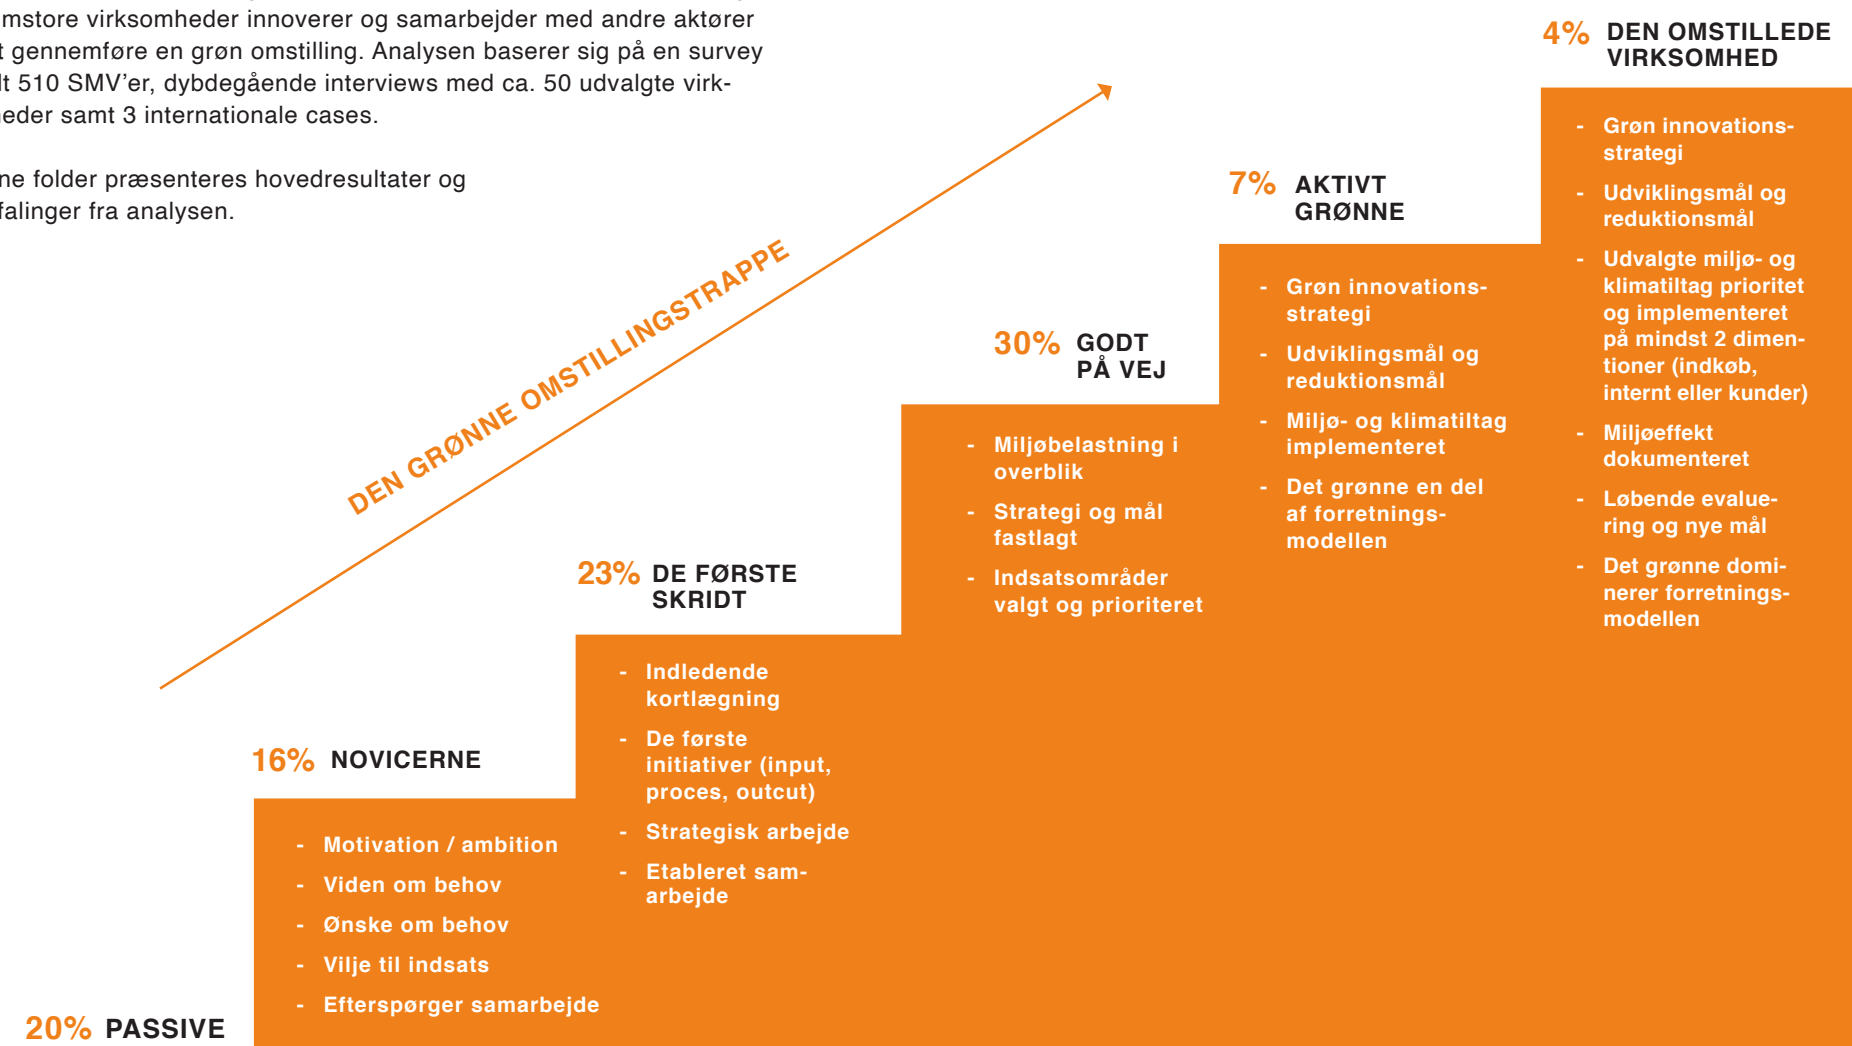 mstore virksomheder innoverer og samarbejder med andre aktører
t gennemføre en grøn omstilling. Analysen baserer sig på en survey
dt 510 SMV’er, dybdegående interviews med ca. 50 udvalgte virk-
heder samt 3 internationale cases.
ne folder præsenteres hovedresultater og
falinger fra analysen.
DEN GRØNNE OMSTILLINGSTRAPPE
20% PASSIVE
16% NOVICERNE
- Motivation / ambition
- Viden om behov
- Ønske om behov
- Vilje til indsats
- Efterspørger samarbejde
23% DE FØRSTE
SKRIDT
- Indledende
kortlægning
- De første
initiativer (input,
proces, outcut)
- Strategisk arbejde
- Etableret sam-
arbejde
30% GODT
PÅ VEJ
- Miljøbelastning i
overblik
- Strategi og mål
fastlagt
- Indsatsområder
valgt og prioriteret
7% AKTIVT
GRØNNE
- Grøn innovations-
strategi
- Udviklingsmål og
reduktionsmål
- Miljø- og klimatiltag
implementeret
- Det grønne en del
af forretnings-
modellen
4% DEN OMSTILLEDE
VIRKSOMHED
- Grøn innovations-
strategi
- Udviklingsmål og
reduktionsmål
- Udvalgte miljø- og
klimatiltag prioritet
og implementeret
på mindst 2 dimen-
tioner (indkøb,
internt eller kunder)
- Miljøeffekt
dokumenteret
- Løbende evalue-
ring og nye mål
- Det grønne domi-
nerer forretnings-
modellen